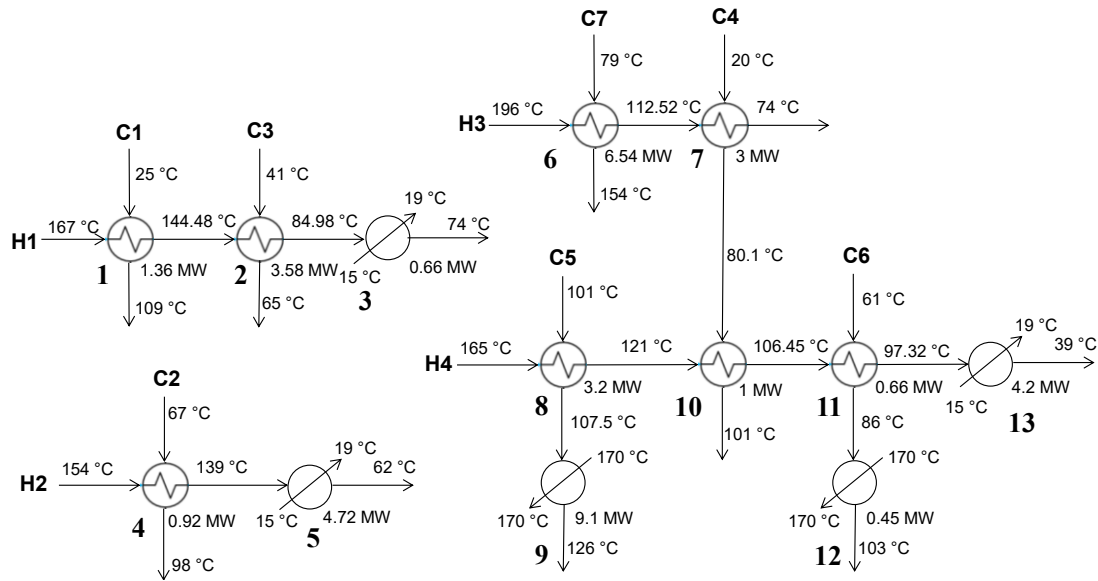 C7 C4
79 °C 20 °C
H3 196 °C 112.52 °C 74 °C
6 6.54 MW 7 3 MW
154 °C
C1 C3
25 °C 41 °C
H1 167 °C 144.48 °C 84.98 °C 19 °C 74 °C
1 1.36 MW 2 3.58 MW 15 °C 3 0.66 MW
109 °C 65 °C
80.1 °C
C5 C6
101 °C 61 °C
H4 165 °C 121 °C 106.45 °C 97.32 °C 19 °C 39 °C
8 3.2 MW 10 1 MW 11 0.66 MW 15 °C 13 4.2 MW
107.5 °C 101 °C 86 °C
170 °C 170 °C
170 °C 9.1 MW 170 °C 0.45 MW
9 126 °C 12 103 °C
C2
67 °C
H2 154 °C 139 °C 19 °C 62 °C
4 0.92 MW 15 °C 5 4.72 MW
98 °C